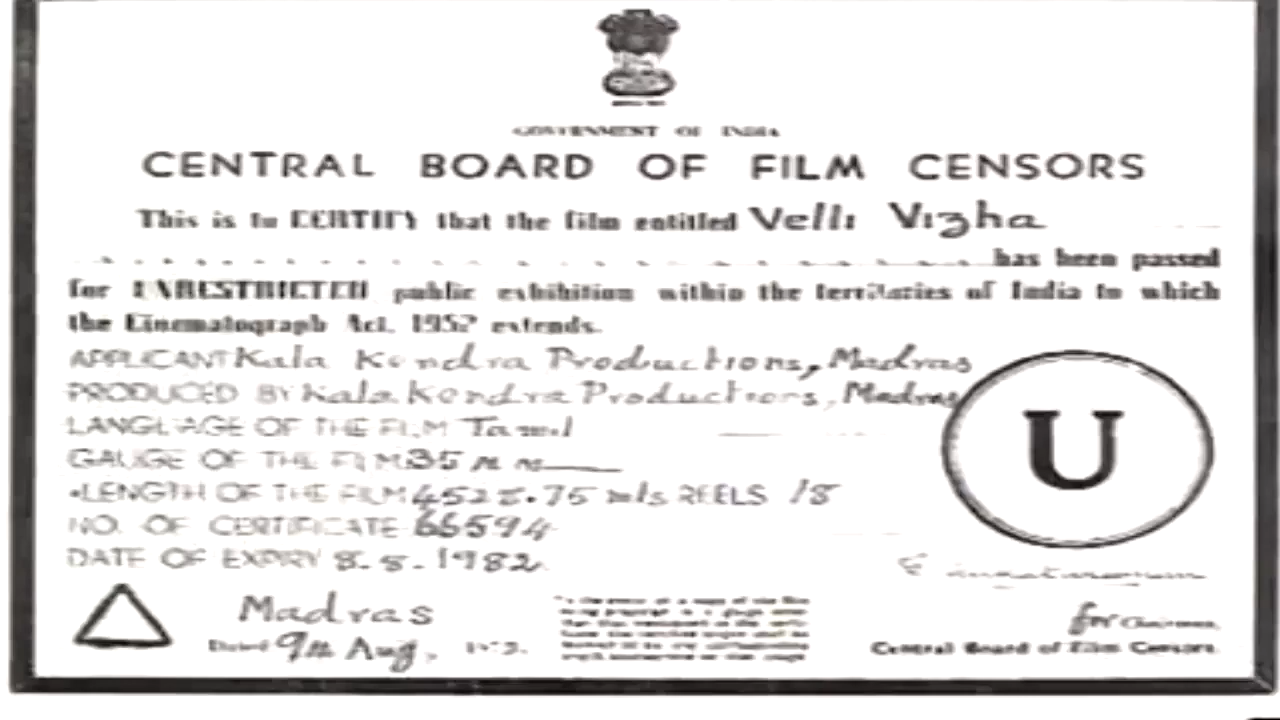 GOVERNMENT OF INDIA
CENTRAL BOARD OF FILM CENSORS
This is to CERTIFY that the film entitled Velli Vizha
has been passed
for UNRESTRICTED public exhibition within the territories of India to which
the Cinematograph Act, 1952 extends.
APPLICANT Kala Kendra Productions, Madras
PRODUCED BY Kala Kendra Productions, Madras
LANGUAGE OF THE FILM Tamil
GAUGE OF THE FILM 35 mm
LENGTH OF THE FILM mts REELS 18
NO. OF CERTIFICATE 66594
DATE OF EXPIRY 8.8.1982
U
Madras
Dated 9th Aug, 1972.
for Chairman
Central Board of Film Censors